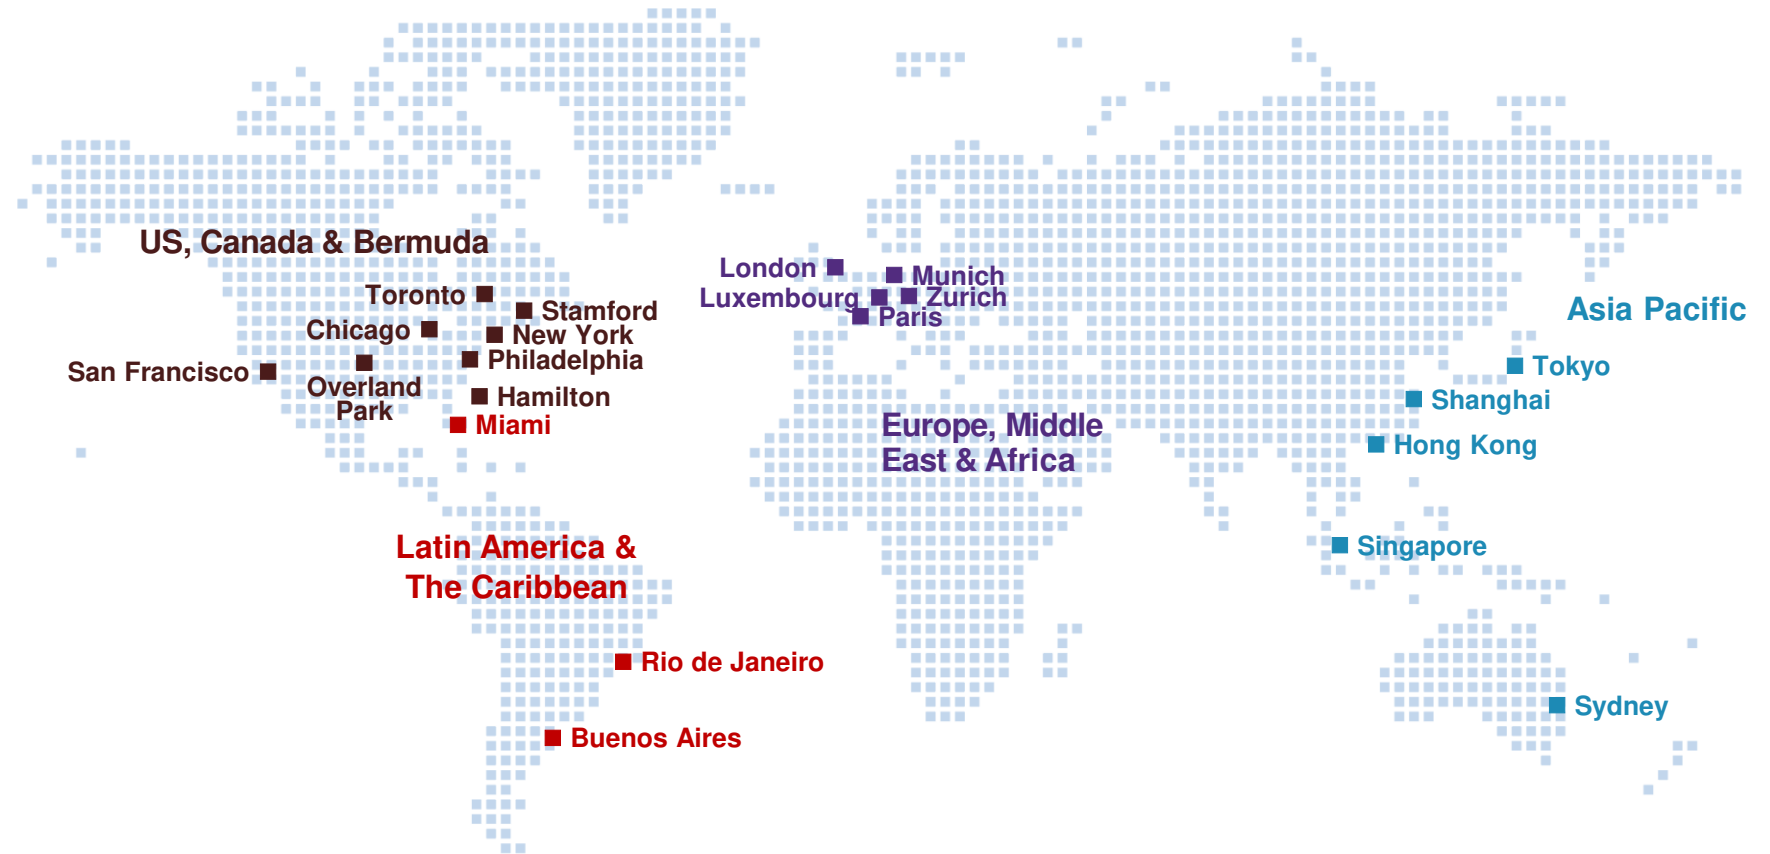 US, Canada & Bermuda
Toronto
Stamford
Chicago
New York
Philadelphia
San Francisco
Overland
Park
Hamilton
Miami
Latin America &
The Caribbean
Rio de Janeiro
Buenos Aires
London
Munich
Luxembourg
Zurich
Paris
Europe, Middle
East & Africa
Asia Pacific
Tokyo
Shanghai
Hong Kong
Singapore
Sydney